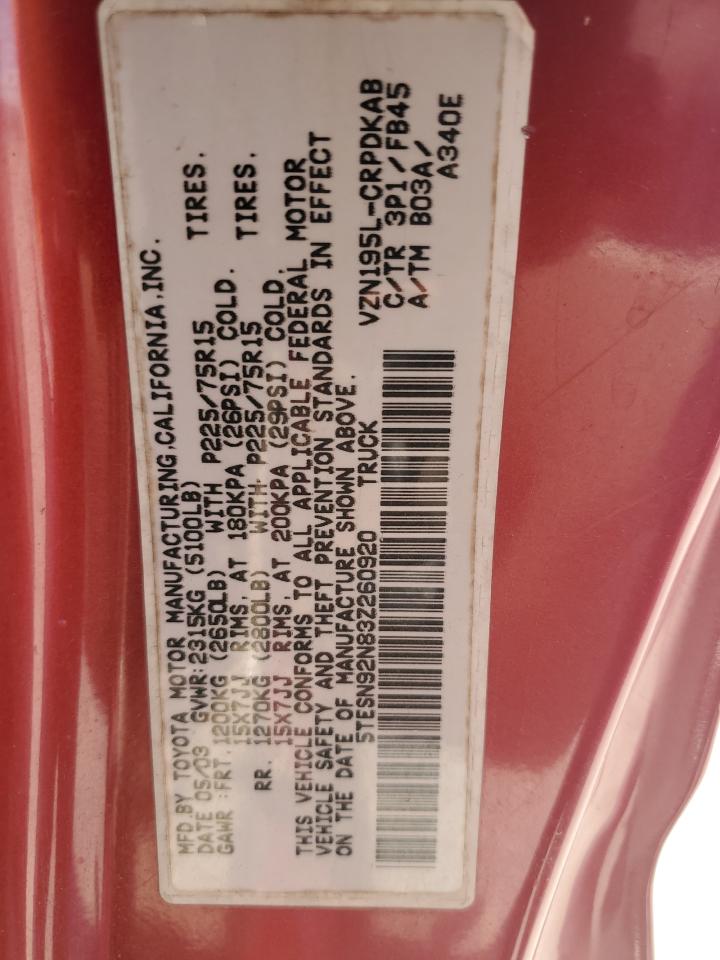 MFD.BY TOYOTA MOTOR MANUFACTURING,CALIFORNIA,INC.
DATE 05/03 GVWR:2315KG (5100LB)
GAWR :FRT.1200KG (2650LB) WITH P225/75R15 TIRES.
15X7JJ RIMS, AT 180KPA (26PSI) COLD.
RR. 1270KG (2800LB) WITH P225/75R15 TIRES.
15X7JJ RIMS, AT 200KPA (29PSI) COLD.
THIS VEHICLE CONFORMS TO ALL APPLICABLE FEDERAL MOTOR
VEHICLE SAFETY AND THEFT PREVENTION STANDARDS IN EFFECT
ON THE DATE OF MANUFACTURE SHOWN ABOVE.
5TESN92N83Z260920 TRUCK
VZN195L-CRPDKAB
C/TR 3P1/FB45
A/TM B03A/
A340E